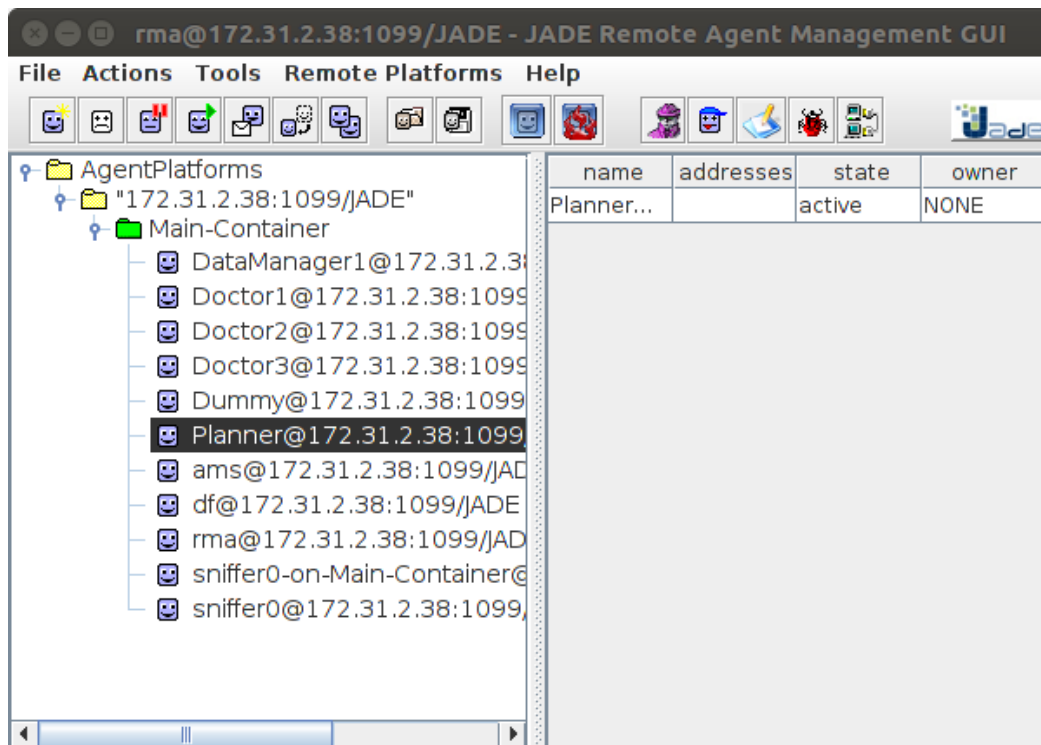 rma@172.31.2.38:1099/JADE - JADE Remote Agent Management GUI
File Actions Tools Remote Platforms Help
Jade
AgentPlatforms
"172.31.2.38:1099/JADE"
Main-Container
DataManager1@172.31.2.3
Doctor1@172.31.2.38:1099
Doctor2@172.31.2.38:1099
Doctor3@172.31.2.38:1099
Dummy@172.31.2.38:1099
Planner@172.31.2.38:1099/
ams@172.31.2.38:1099/JAD
df@172.31.2.38:1099/JADE
rma@172.31.2.38:1099/JAD
sniffer0-on-Main-Container@
sniffer0@172.31.2.38:1099/
name addresses state owner
Planner... active NONE